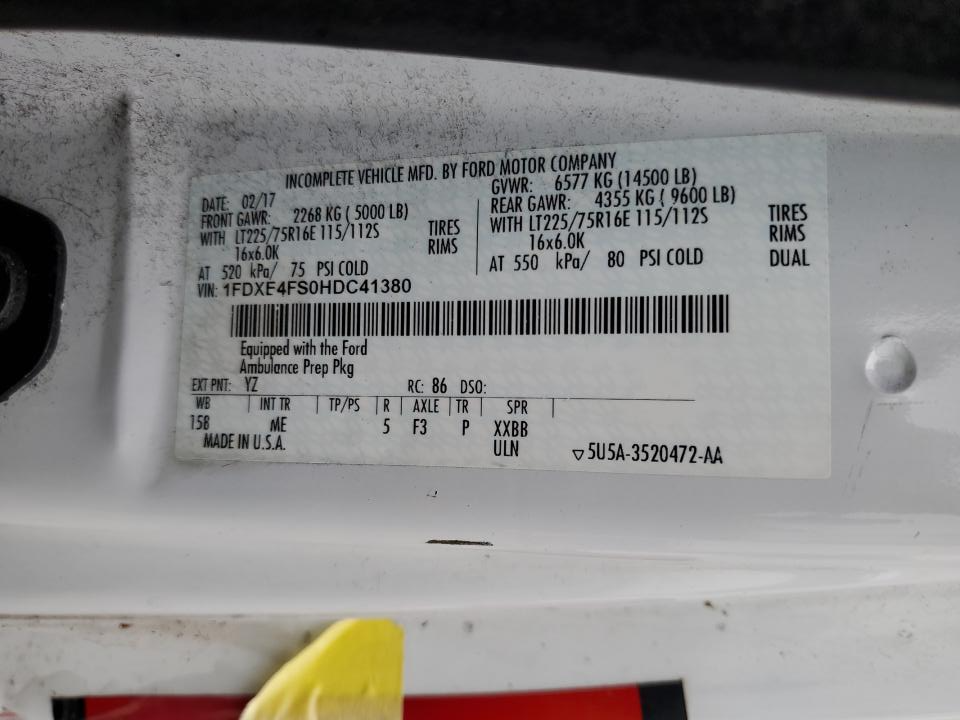 INCOMPLETE VEHICLE MFD. BY FORD MOTOR COMPANY
DATE: 02/17
FRONT GAWR: 2268 KG ( 5000 LB)
WITH LT225/75R16E 115/112S TIRES
16x6.0K RIMS
AT 520 kPa/ 75 PSI COLD
GVWR: 6577 KG (14500 LB)
REAR GAWR: 4355 KG ( 9600 LB)
WITH LT225/75R16E 115/112S TIRES
16x6.0K RIMS
AT 550 kPa/ 80 PSI COLD DUAL
VIN: 1FDXE4FS0HDC41380
Equipped with the Ford
Ambulance Prep Pkg
EXT PNT: YZ RC: 86 DSO:
WB INT TR TP/PS R AXLE TR SPR
158 ME 5 F3 P XXBB
MADE IN U.S.A. ULN 5U5A-3520472-AA